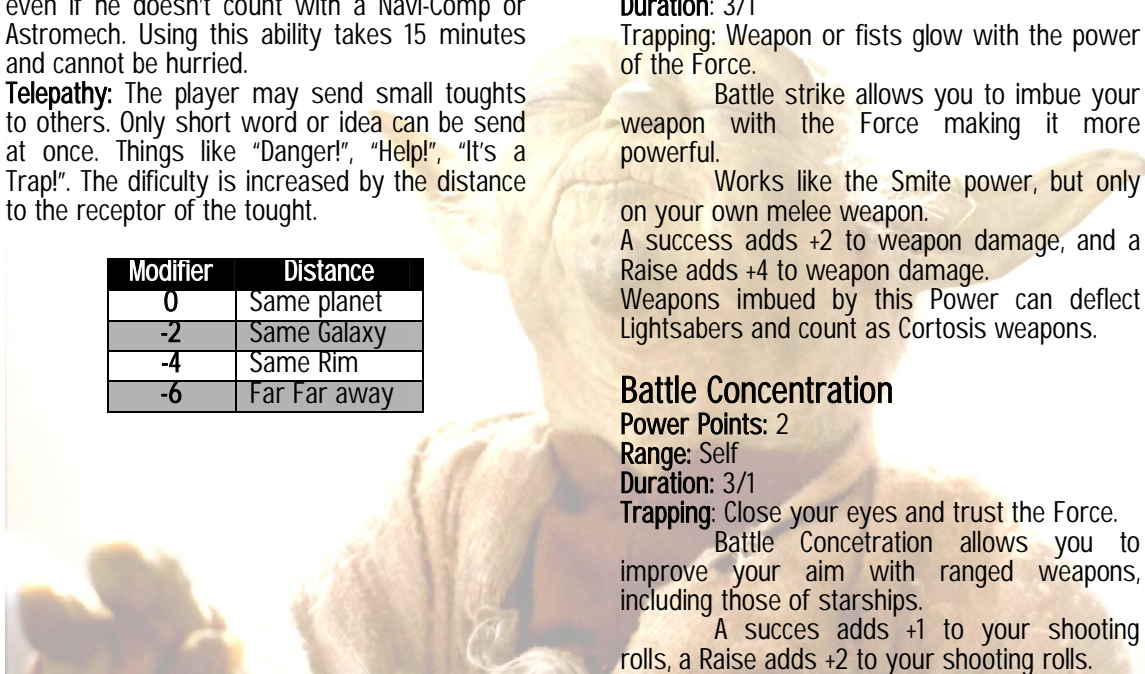 even if he doesn't count with a Navi-Comp or
Astromech. Using this ability takes 15 minutes
and cannot be hurried.
Telepathy: The player may send small toughts
to others. Only short word or idea can be send
at once. Things like "Danger!", "Help!", "It's a
Trap!". The dificulty is increased by the distance
to the receptor of the tought.
Modifier Distance
0 Same planet
-2 Same Galaxy
-4 Same Rim
-6 Far Far away
Duration: 3/1
Trapping: Weapon or fists glow with the power
of the Force.
Battle strike allows you to imbue your
weapon with the Force making it more
powerful.
Works like the Smite power, but only
on your own melee weapon.
A success adds +2 to weapon damage, and a
Raise adds +4 to weapon damage.
Weapons imbued by this Power can deflect
Lightsabers and count as Cortosis weapons.
Battle Concentration
Power Points: 2
Range: Self
Duration: 3/1
Trapping: Close your eyes and trust the Force.
Battle Concetration allows you to
improve your aim with ranged weapons,
including those of starships.
A succes adds +1 to your shooting
rolls, a Raise adds +2 to your shooting rolls.